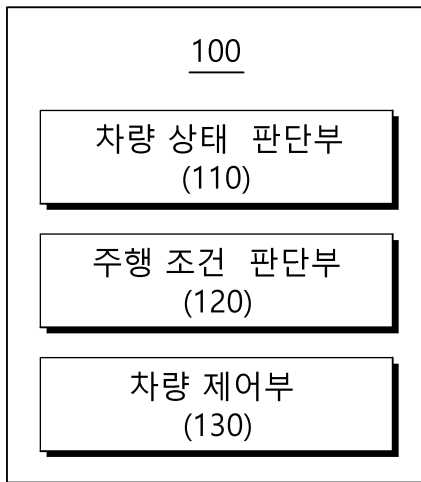 100
차량 상태 판단부
(110)
주행 조건 판단부
(120)
차량 제어부
(130)